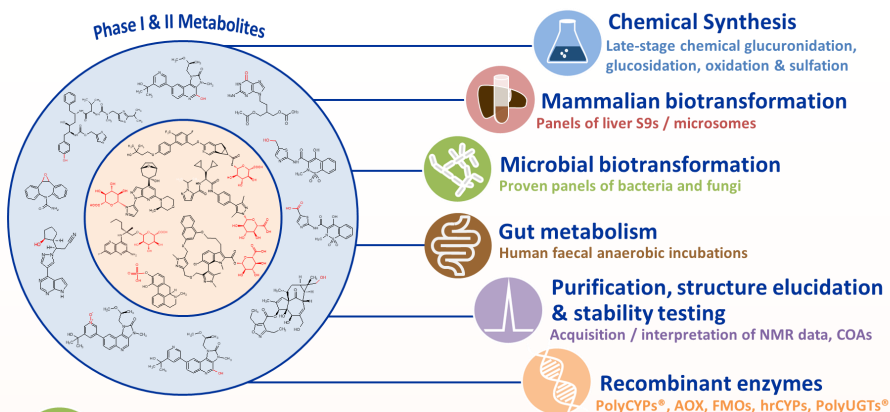 Phase I & II Metabolites
Chemical Synthesis
Late-stage chemical glucuronidation,
glucosidation, oxidation & sulfation
Mammalian biotransformation
Panels of liver S9s / microsomes
Microbial biotransformation
Proven panels of bacteria and fungi
Gut metabolism
Human faecal anaerobic incubations
Purification, structure elucidation
& stability testing
Acquisition / interpretation of NMR data, COAs
Recombinant enzymes
PolyCYPs®, AOX, FMOs, hrCYPs, PolyUGTs®